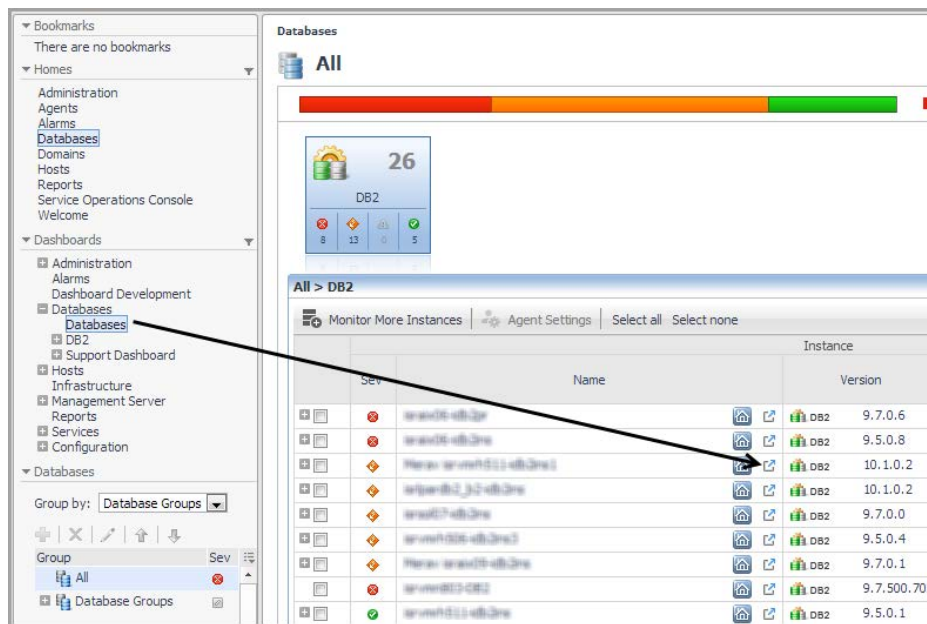 Bookmarks
There are no bookmarks
Homes
Administration
Agents
Alarms
Databases
Domains
Hosts
Reports
Service Operations Console
Welcome
Dashboards
Administration
Alarms
Dashboard Development
Databases
Databases
DB2
Support Dashboard
Hosts
Infrastructure
Management Server
Reports
Services
Configuration
Databases
Group by: Database Groups
Group Sev
All
Database Groups
Databases
All
26
DB2
8 13 0 5
All > DB2
Monitor More Instances Agent Settings Select all Select none
Instance
Sev Name Version
DB2 9.7.0.6
DB2 9.5.0.8
DB2 10.1.0.2
DB2 10.1.0.2
DB2 9.7.0.0
DB2 9.5.0.4
DB2 9.7.0.1
DB2 9.7.500.70
DB2 9.5.0.1